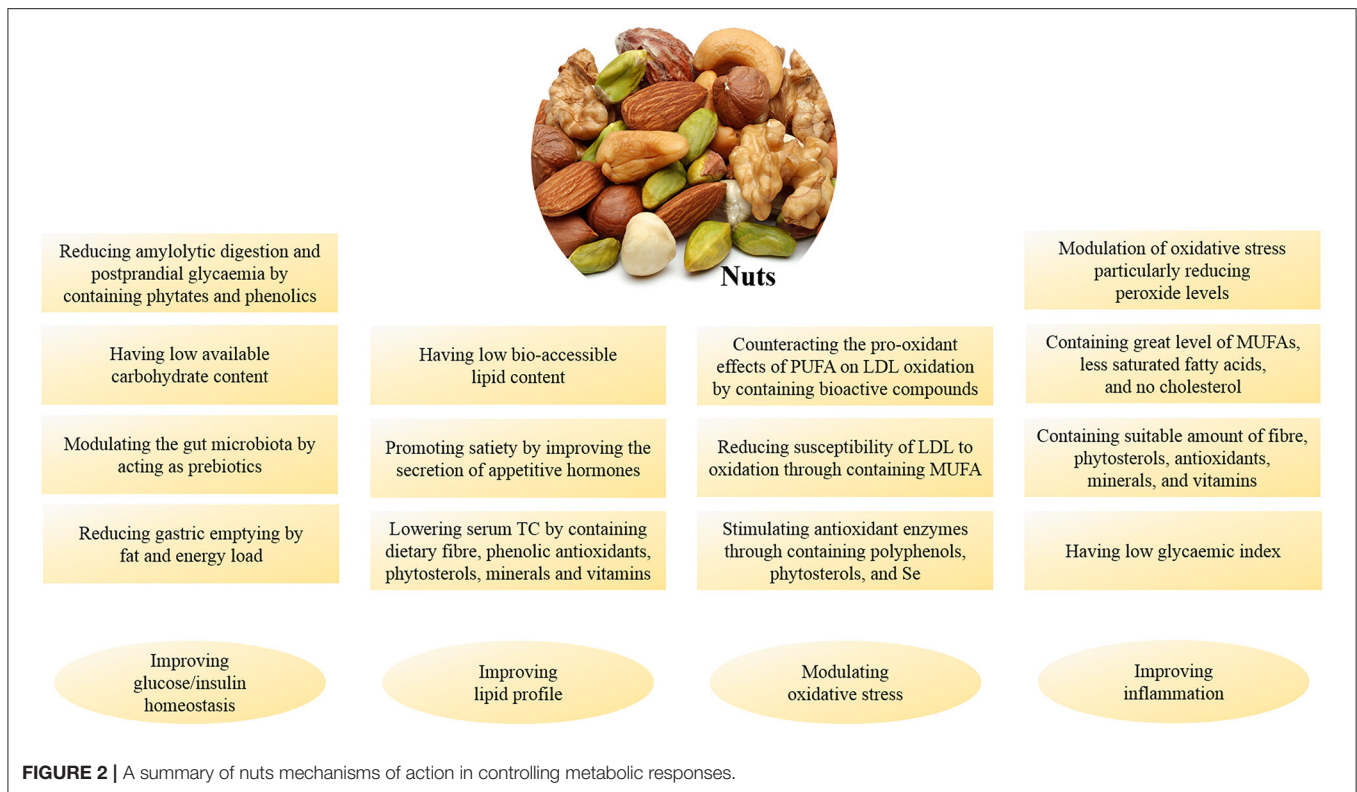 Nuts
Reducing amylolytic digestion and
postprandial glycaemia by
containing phytates and phenolics
Having low available
carbohydrate content
Modulating the gut microbiota by
acting as prebiotics
Reducing gastric emptying by
fat and energy load
Improving
glucose/insulin
homeostasis
Having low bio-accessible
lipid content
Promoting satiety by improving the
secretion of appetitive hormones
Lowering serum TC by containing
dietary fibre, phenolic antioxidants,
phytosterols, minerals and vitamins
Improving
lipid profile
Counteracting the pro-oxidant
effects of PUFA on LDL oxidation
by containing bioactive compounds
Reducing susceptibility of LDL to
oxidation through containing MUFA
Stimulating antioxidant enzymes
through containing polyphenols,
phytosterols, and Se
Modulating
oxidative stress
Modulation of oxidative stress
particularly reducing
peroxide levels
Containing great level of MUFAs,
less saturated fatty acids,
and no cholesterol
Containing suitable amount of fibre,
phytosterols, antioxidants,
minerals, and vitamins
Having low glycaemic index
Improving
inflammation
FIGURE 2 | A summary of nuts mechanisms of action in controlling metabolic responses.